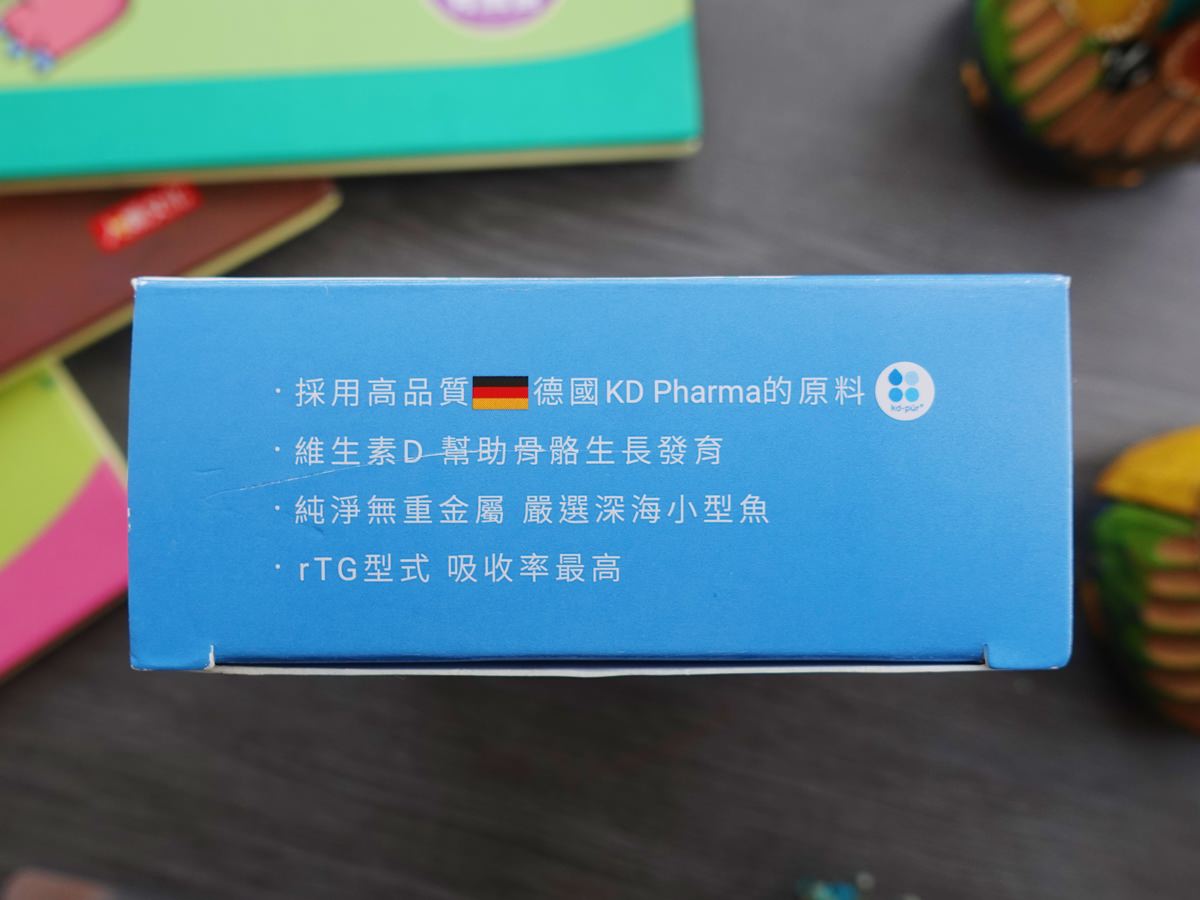 · 採用高品質德國KD Pharma的原料
kd-pür®
· 維生素D 幫助骨骼生長發育
· 純淨無重金屬 嚴選深海小型魚
· rTG型式 吸收率最高